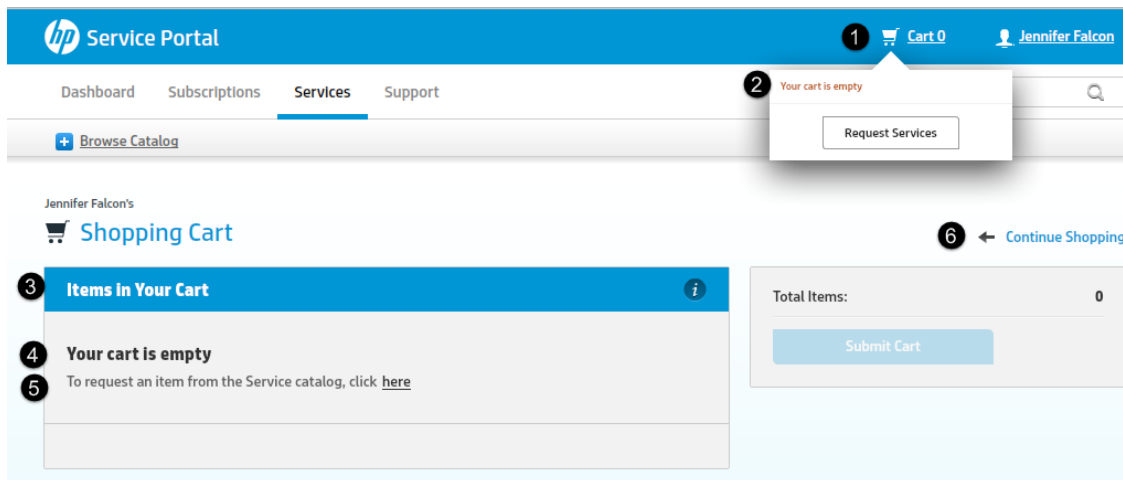 hp Service Portal
1 Cart 0 Jennifer Falcon
Dashboard Subscriptions Services Support
2 Your cart is empty
Request Services
+ Browse Catalog
Jennifer Falcon's
Shopping Cart
6 Continue Shopping
3 Items in Your Cart i
Total Items: 0
4 Your cart is empty
Submit Cart
5 To request an item from the Service catalog, click here